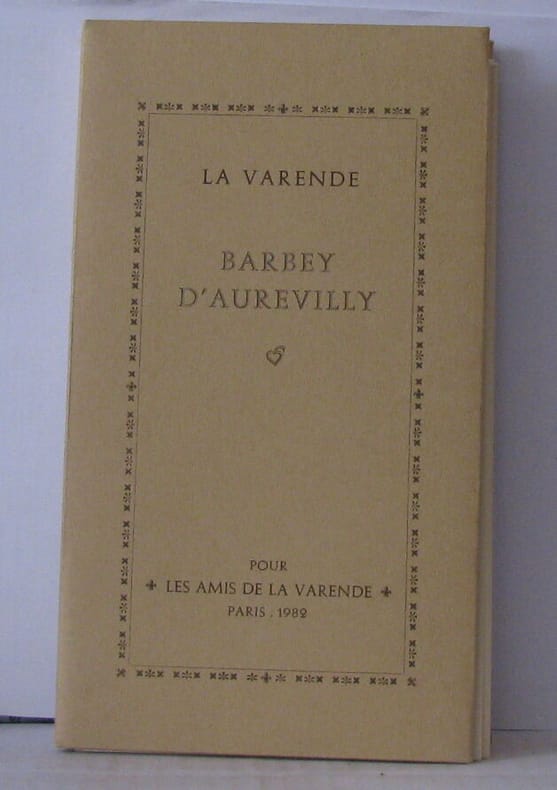 LA VARENDE
BARBEY
D'AUREVILLY
POUR
LES AMIS DE LA VARENDE
PARIS . 1982